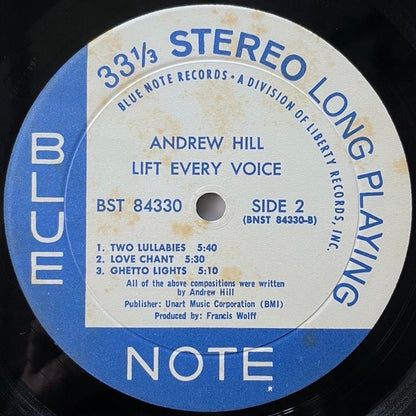 33 1/3 STEREO LONG PLAYING
BLUE NOTE RECORDS • A DIVISION OF LIBERTY RECORDS, INC.
ANDREW HILL
LIFT EVERY VOICE
BST 84330 SIDE 2
(BNST 84330-B)
1. TWO LULLABIES 5:40
2. LOVE CHANT 5:30
3. GHETTO LIGHTS 5:10
All of the above compositions were written
by Andrew Hill
Publisher: Unart Music Corporation (BMI)
Produced by: Francis Wolff
BLUE
NOTE